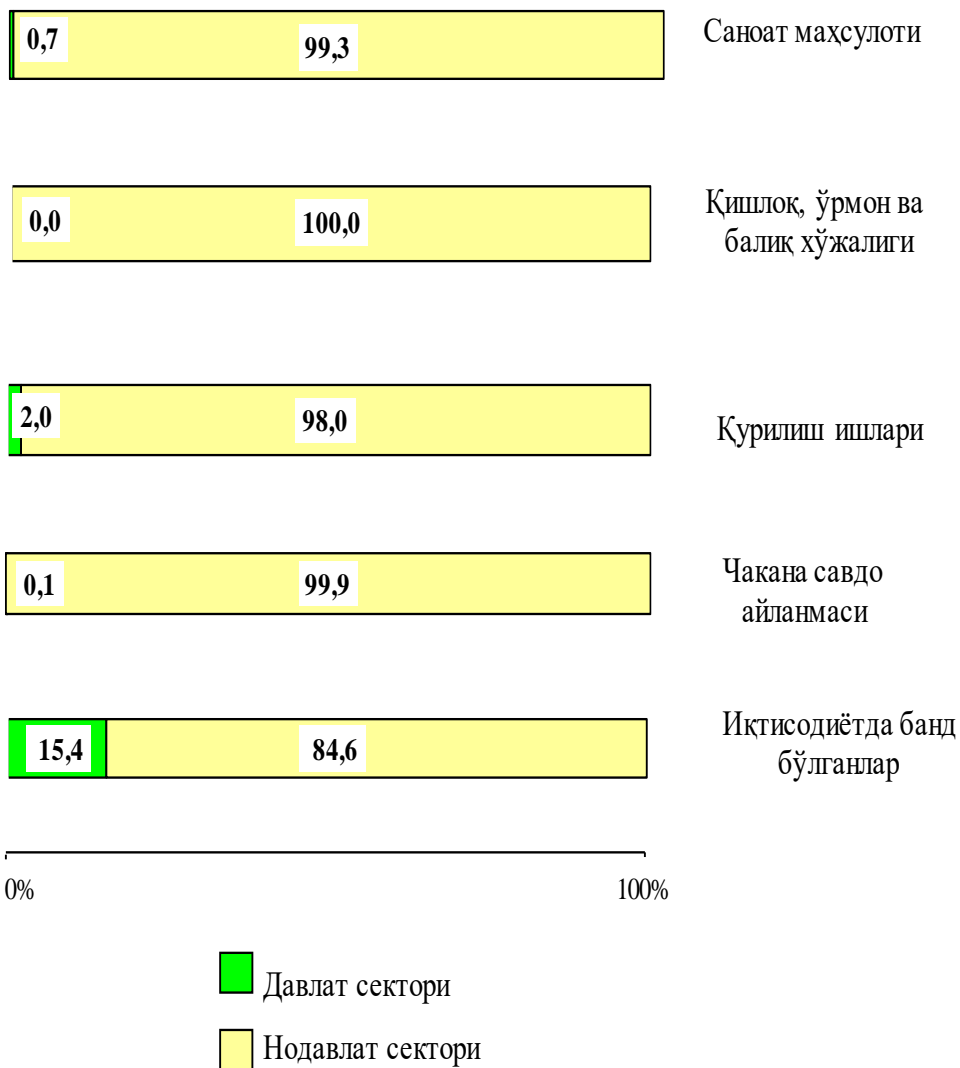 0,7 99,3 Саноат маҳсулоти
0,0 100,0 Қишлоқ, ўрмон ва
балиқ хўжалиги
2,0 98,0 Қурилиш ишлари
0,1 99,9 Чакана савдо
айланмаси
15,4 84,6 Иқтисодиётда банд
бўлганлар
0% 100%
Давлат сектори
Нодавлат сектори